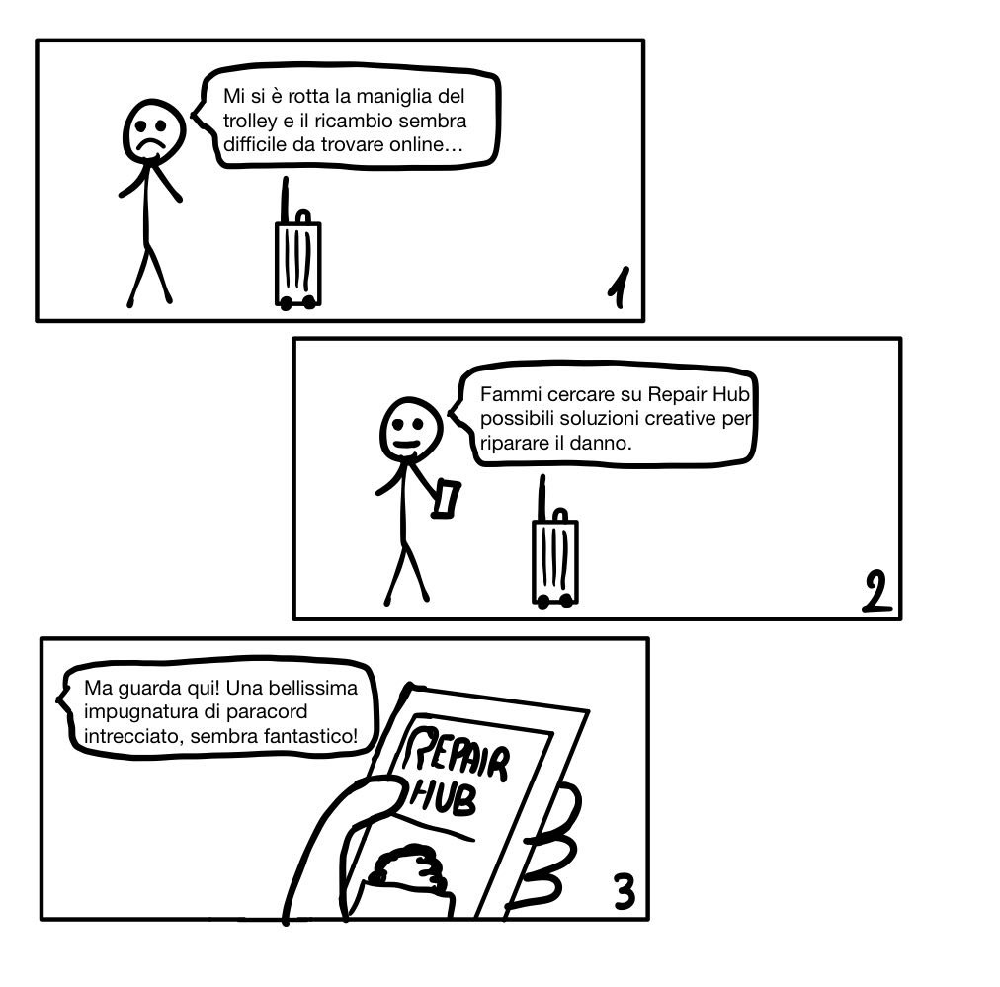 Mi si è rotta la maniglia del
trolley e il ricambio sembra
difficile da trovare online...
1
Fammi cercare su Repair Hub
possibili soluzioni creative per
riparare il danno.
2
Ma guarda qui! Una bellissima
impugnatura di paracord
intrecciato, sembra fantastico!
REPAIR
HUB
3